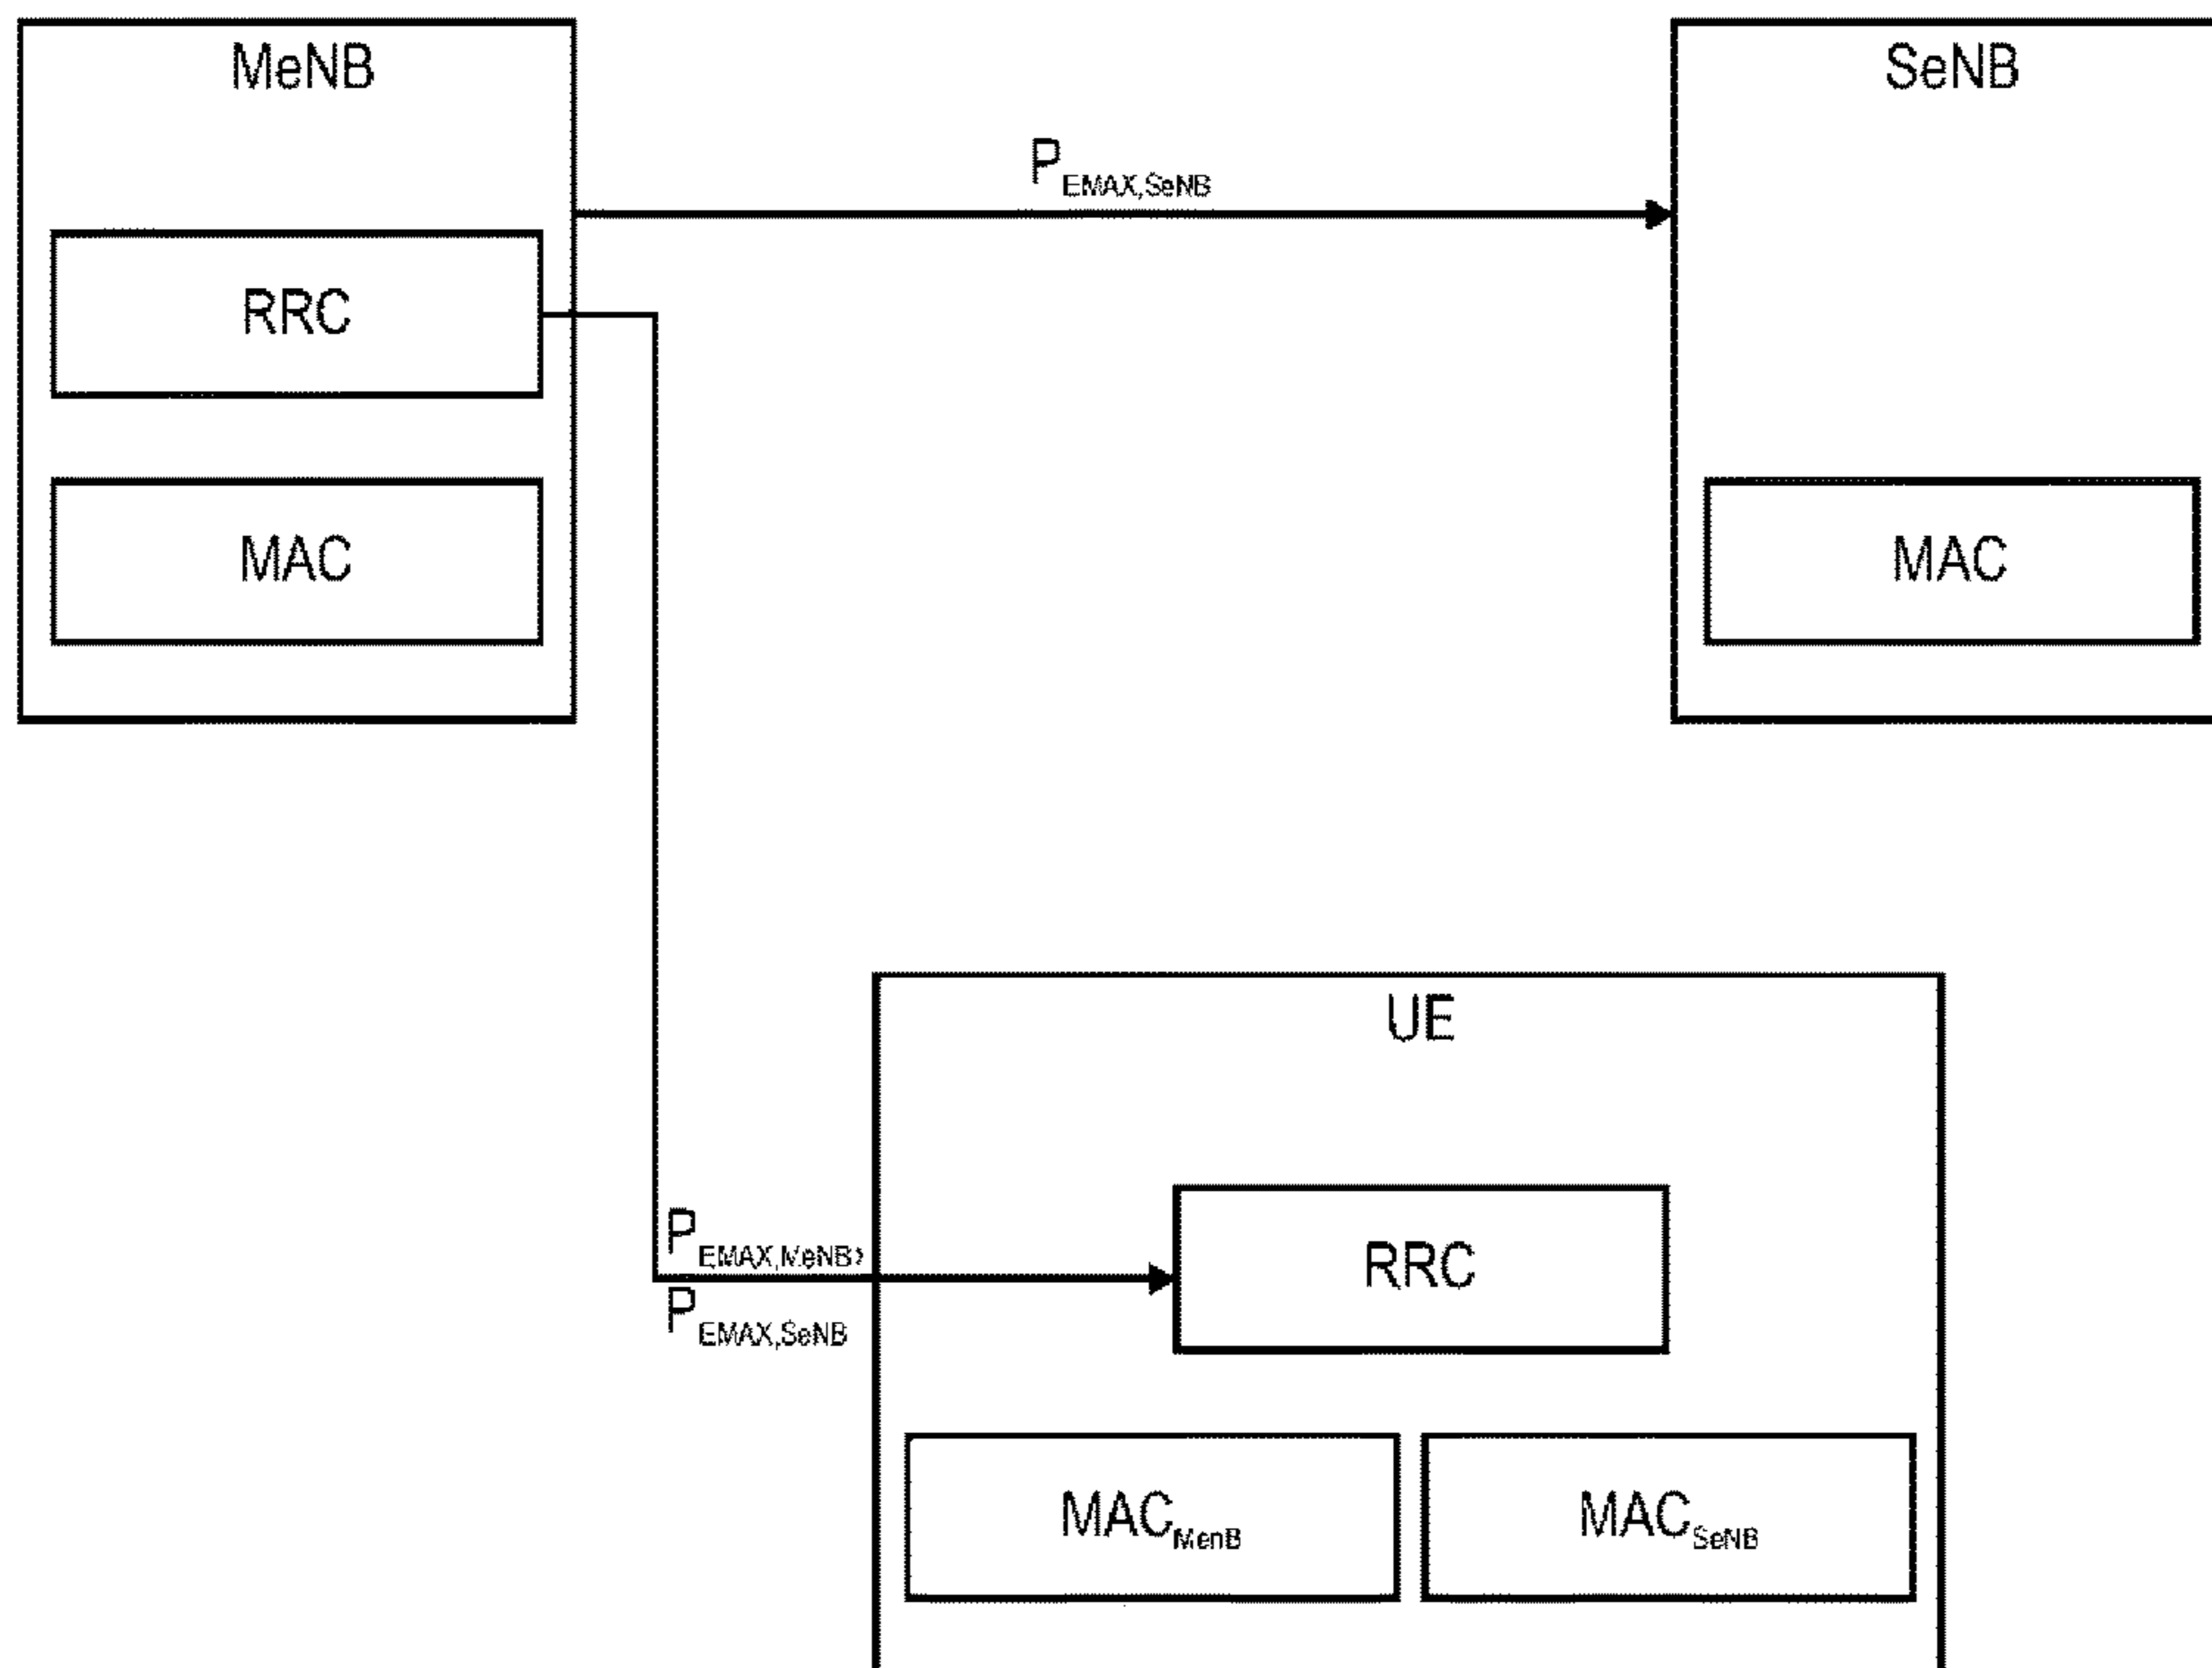 MeNB
SeNB
P EMAX,SeNB
RRC
MAC
MAC
UE
P EMAX,MeNB,
P EMAX,SeNB
RRC
MAC MenB
MAC SeNB